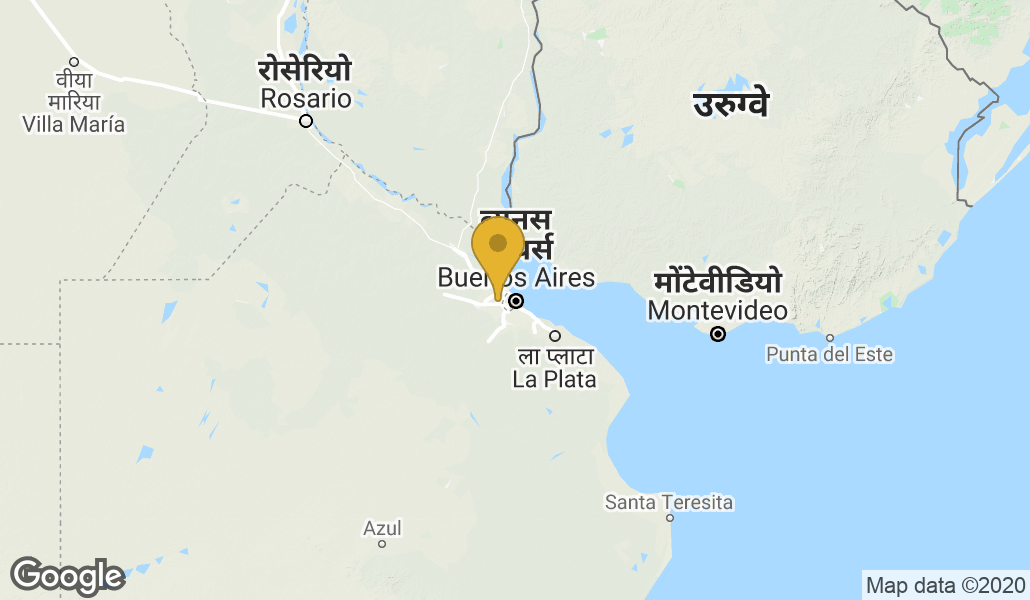 रोसेरियो
Rosario
वीया
मारिया
Villa María
उरुग्वे
Buenos Aires
मोंटेवीडियो
Montevideo
Punta del Este
ला प्लाटा
La Plata
Santa Teresita
Azul
Google
Map data ©2020